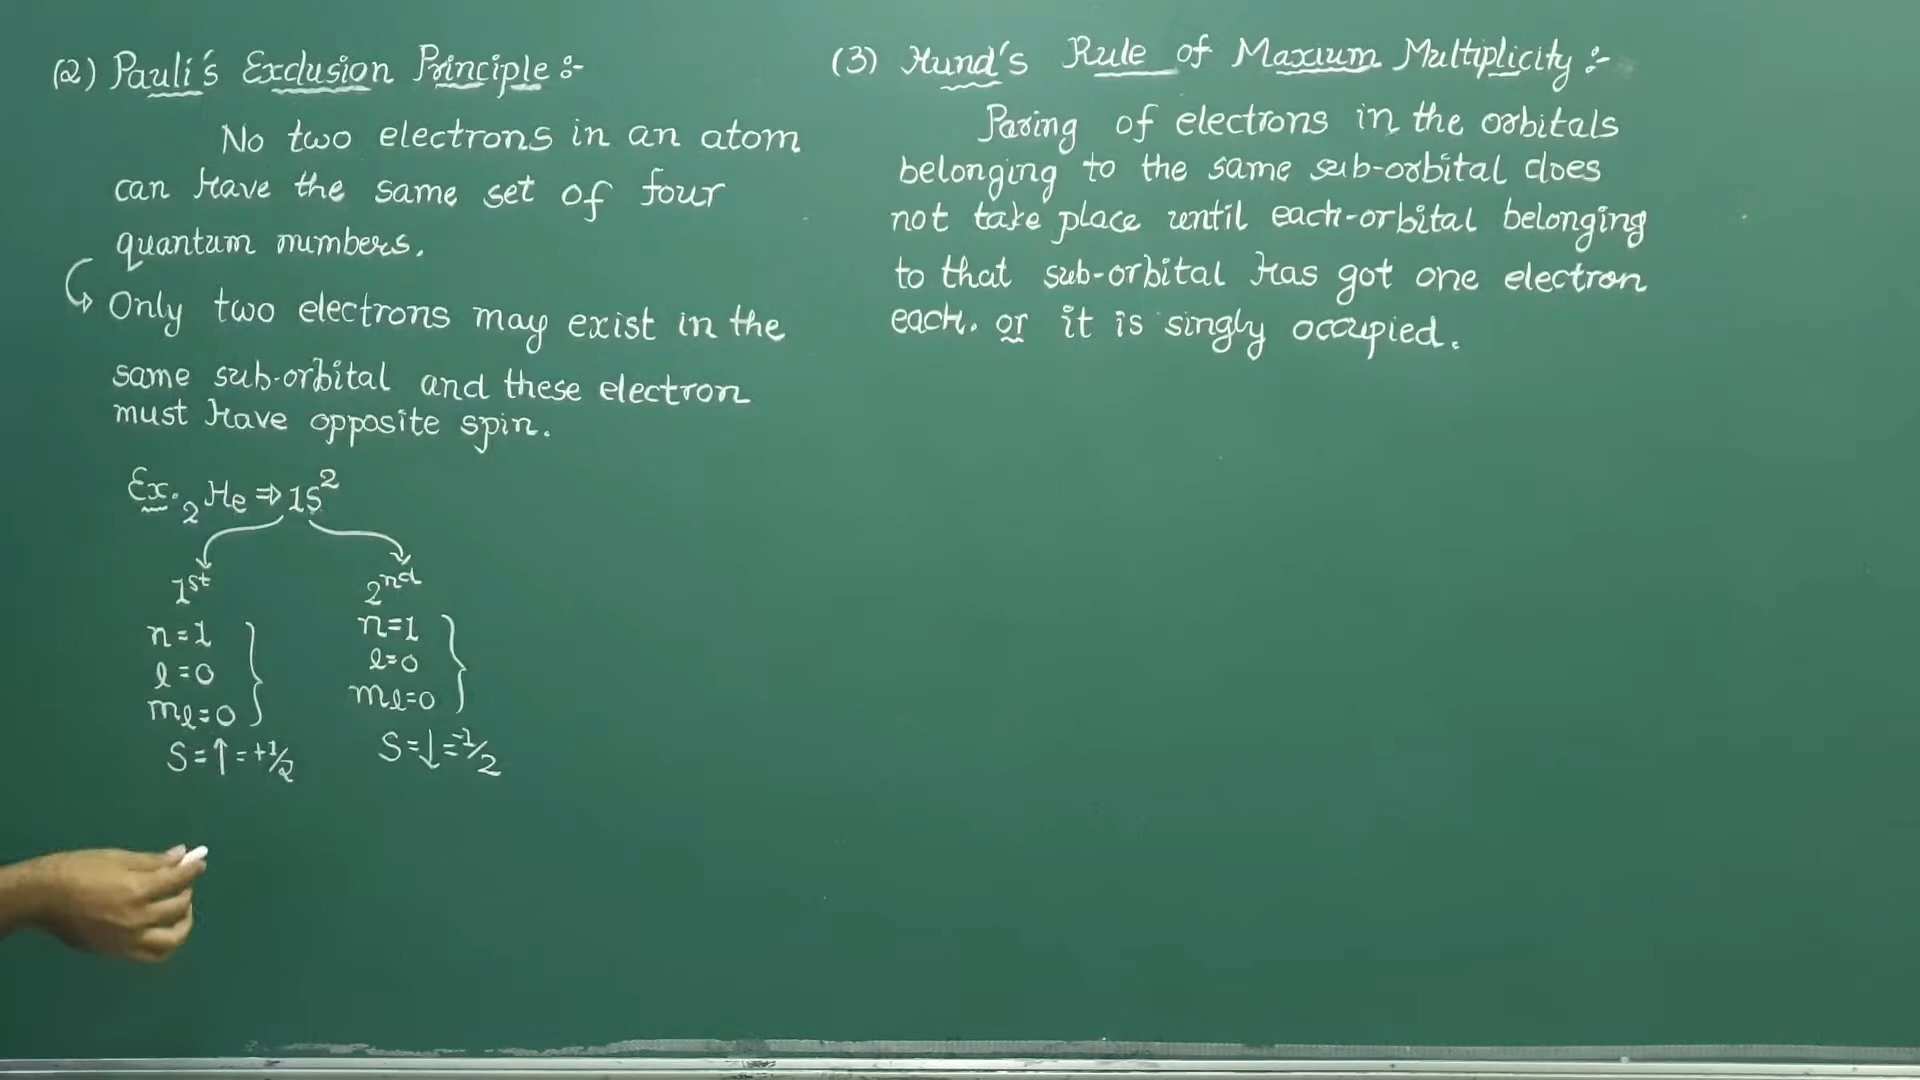 (2) Pauli's Exclusion Principle :-
No two electrons in an atom
can have the same set of four
quantum numbers.
↳ Only two electrons may exist in the
same sub-orbital and these electron
must have opposite spin.
Ex. ₂He ⇒ 1s²
1st 2nd
n=1 n=1
l=0 l=0
ml=0 ml=0
S=↑=+1/2 S=↓=-1/2
(3) Hund's Rule of Maxium Multiplicity :-
Paring of electrons in the orbitals
belonging to the same sub-orbital does
not take place until each-orbital belonging
to that sub-orbital has got one electron
each. or it is singly occupied.